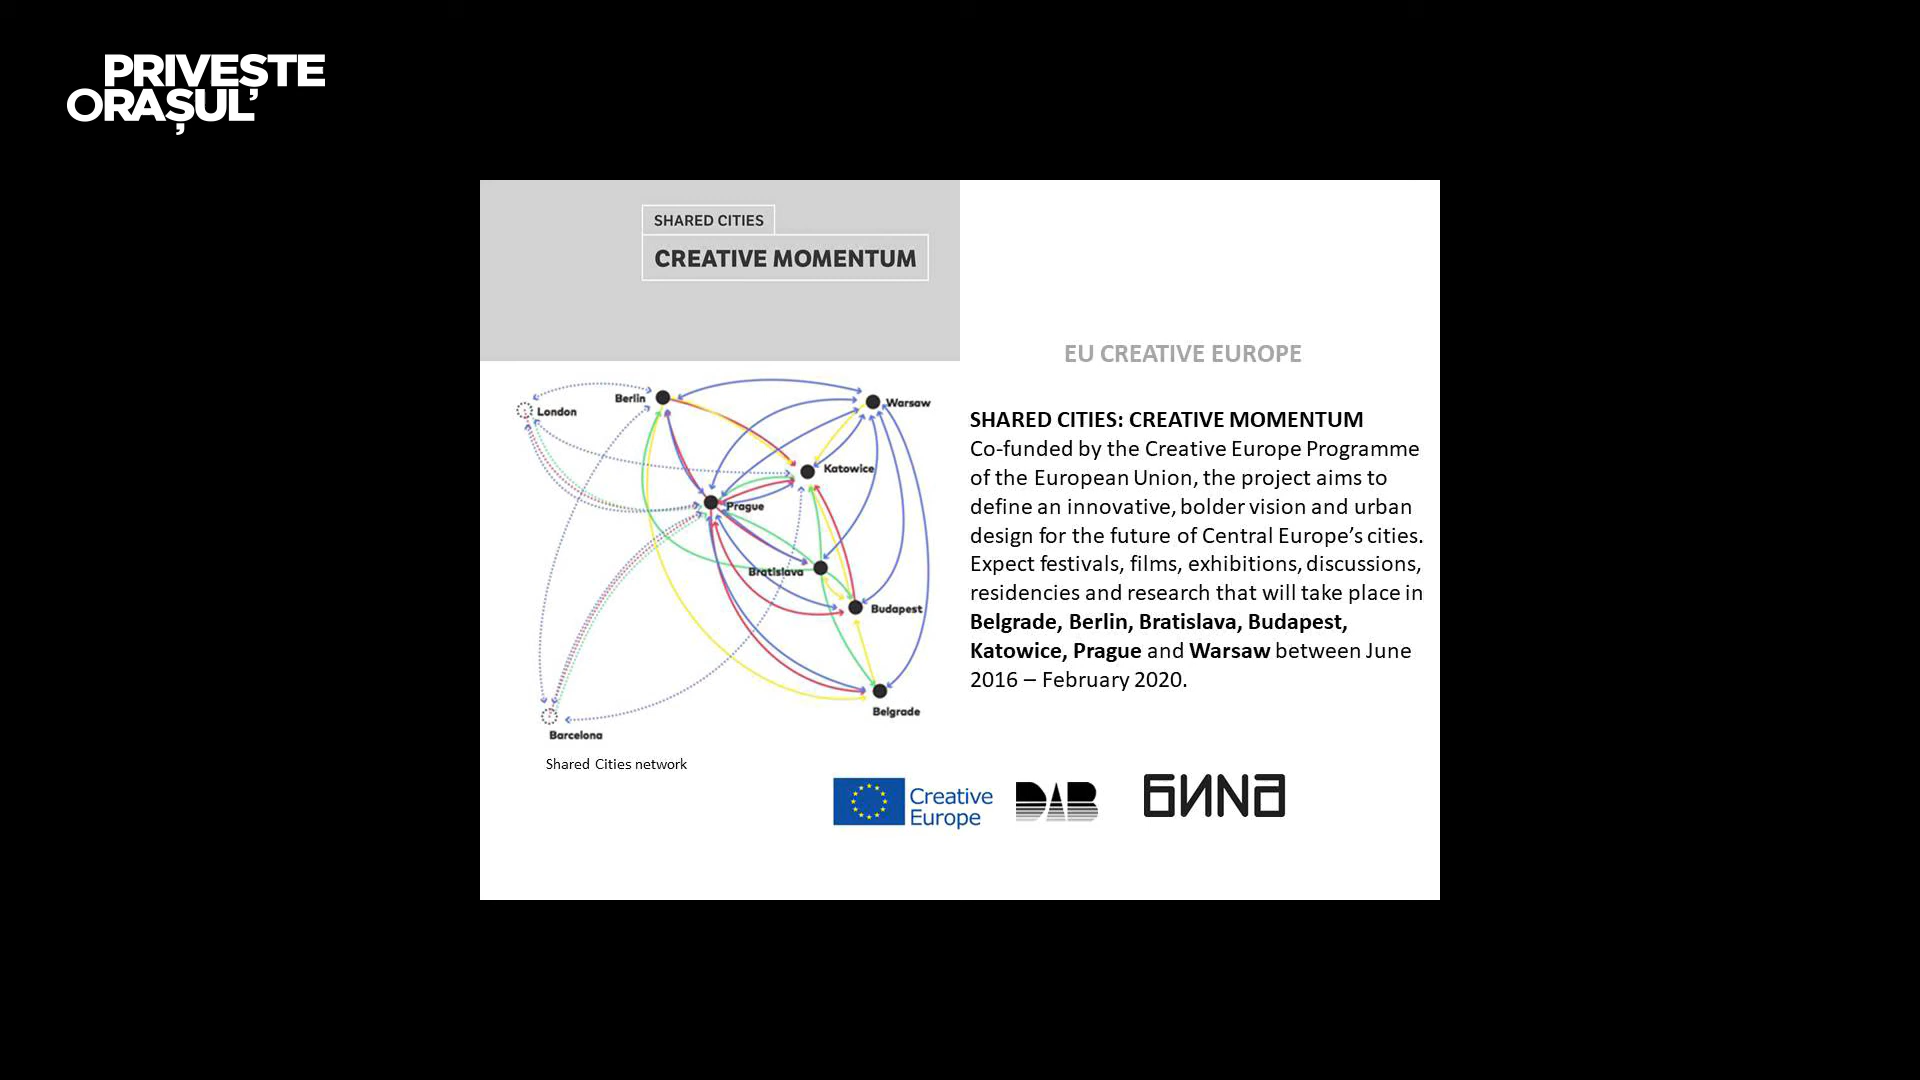 PRIVEȘTE
ORAȘUL
SHARED CITIES
CREATIVE MOMENTUM
EU CREATIVE EUROPE
London
Berlin
Warsaw
Katowice
Prague
Bratislava
Budapest
Belgrade
Barcelona
Shared Cities network
SHARED CITIES: CREATIVE MOMENTUM
Co-funded by the Creative Europe Programme
of the European Union, the project aims to
define an innovative, bolder vision and urban
design for the future of Central Europe’s cities.
Expect festivals, films, exhibitions, discussions,
residencies and research that will take place in
Belgrade, Berlin, Bratislava, Budapest,
Katowice, Prague and Warsaw between June
2016 – February 2020.
Creative
Europe
DAB
БИНА